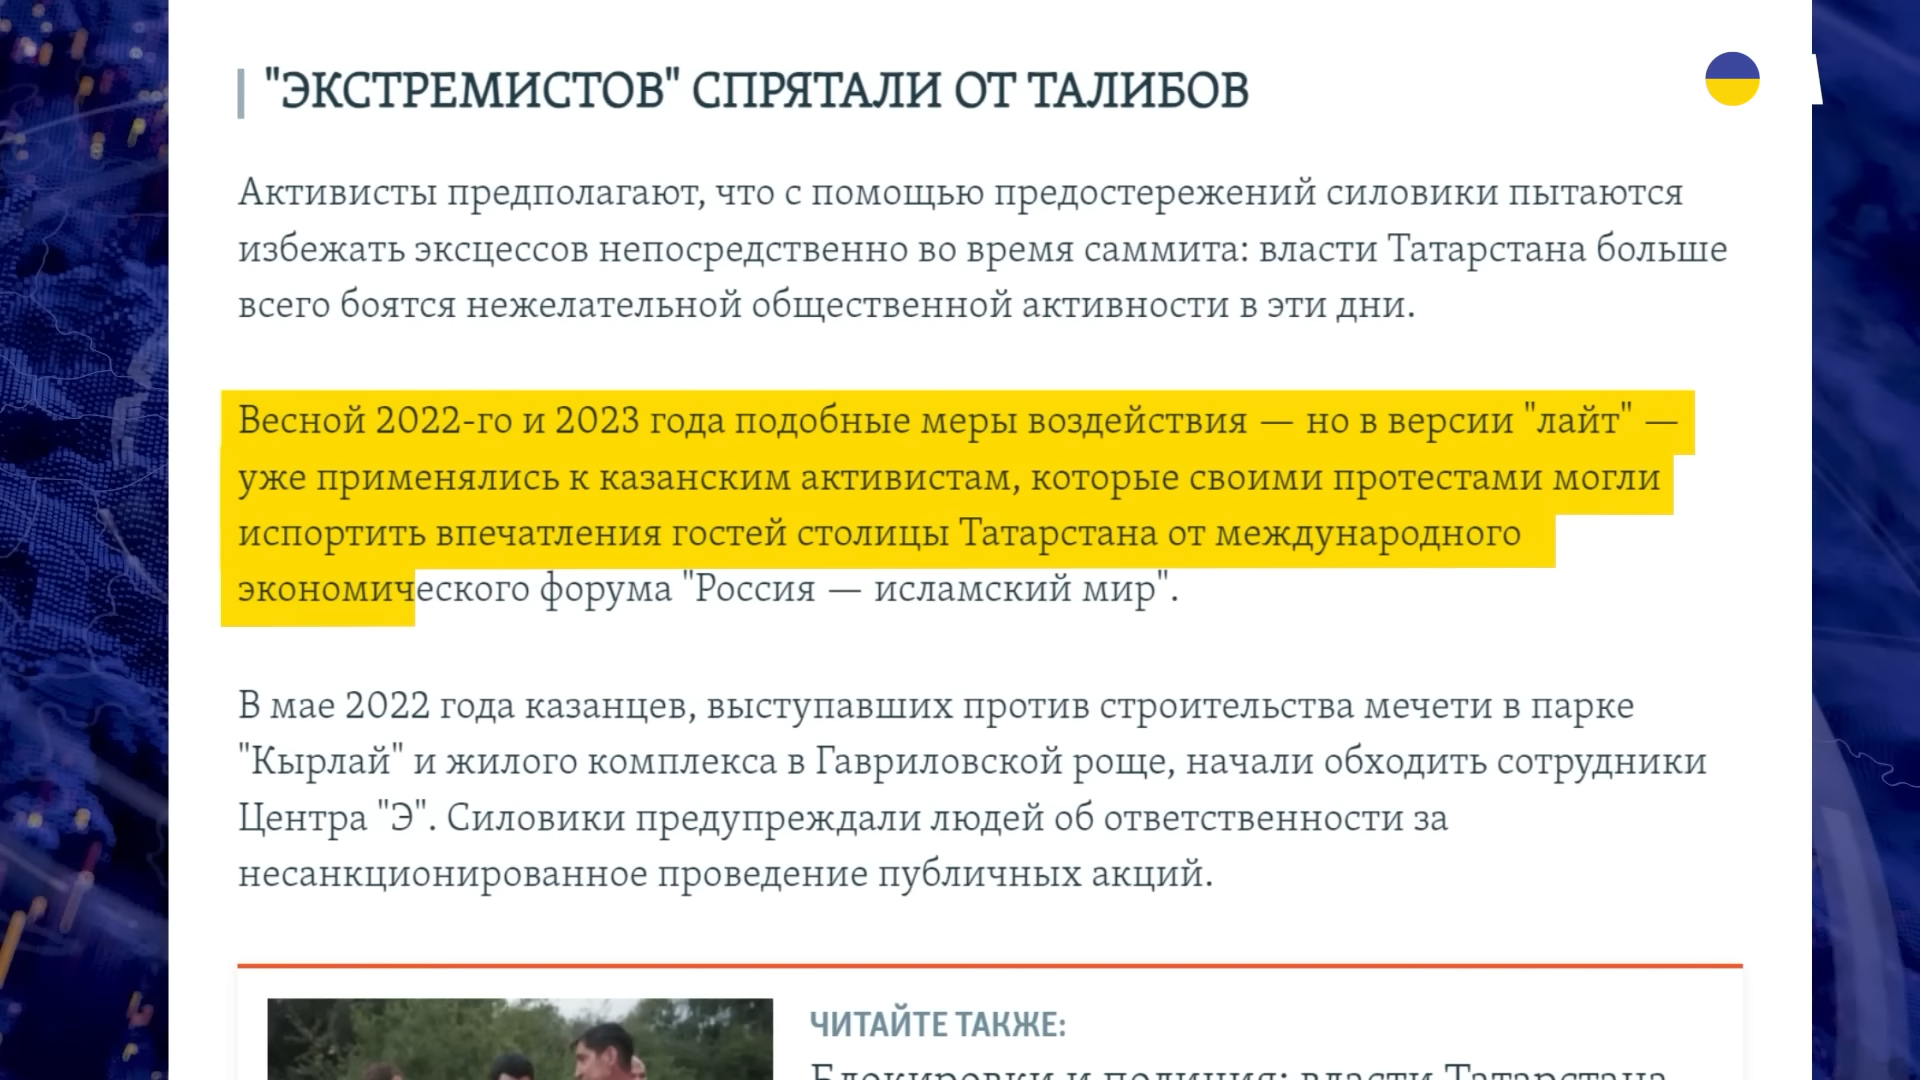 "ЭКСТРЕМИСТОВ" СПРЯТАЛИ ОТ ТАЛИБОВ
Активисты предполагают, что с помощью предостережений силовики пытаются
избежать эксцессов непосредственно во время саммита: власти Татарстана больше
всего боятся нежелательной общественной активности в эти дни.
Весной 2022-го и 2023 года подобные меры воздействия — но в версии "лайт" —
уже применялись к казанским активистам, которые своими протестами могли
испортить впечатления гостей столицы Татарстана от международного
экономического форума "Россия — исламский мир".
В мае 2022 года казанцев, выступавших против строительства мечети в парке
"Кырлай" и жилого комплекса в Гавриловской роще, начали обходить сотрудники
Центра "Э". Силовики предупреждали людей об ответственности за
несанкционированное проведение публичных акций.
ЧИТАЙТЕ ТАКЖЕ:
Блокировки и полиция: власти Татарстана